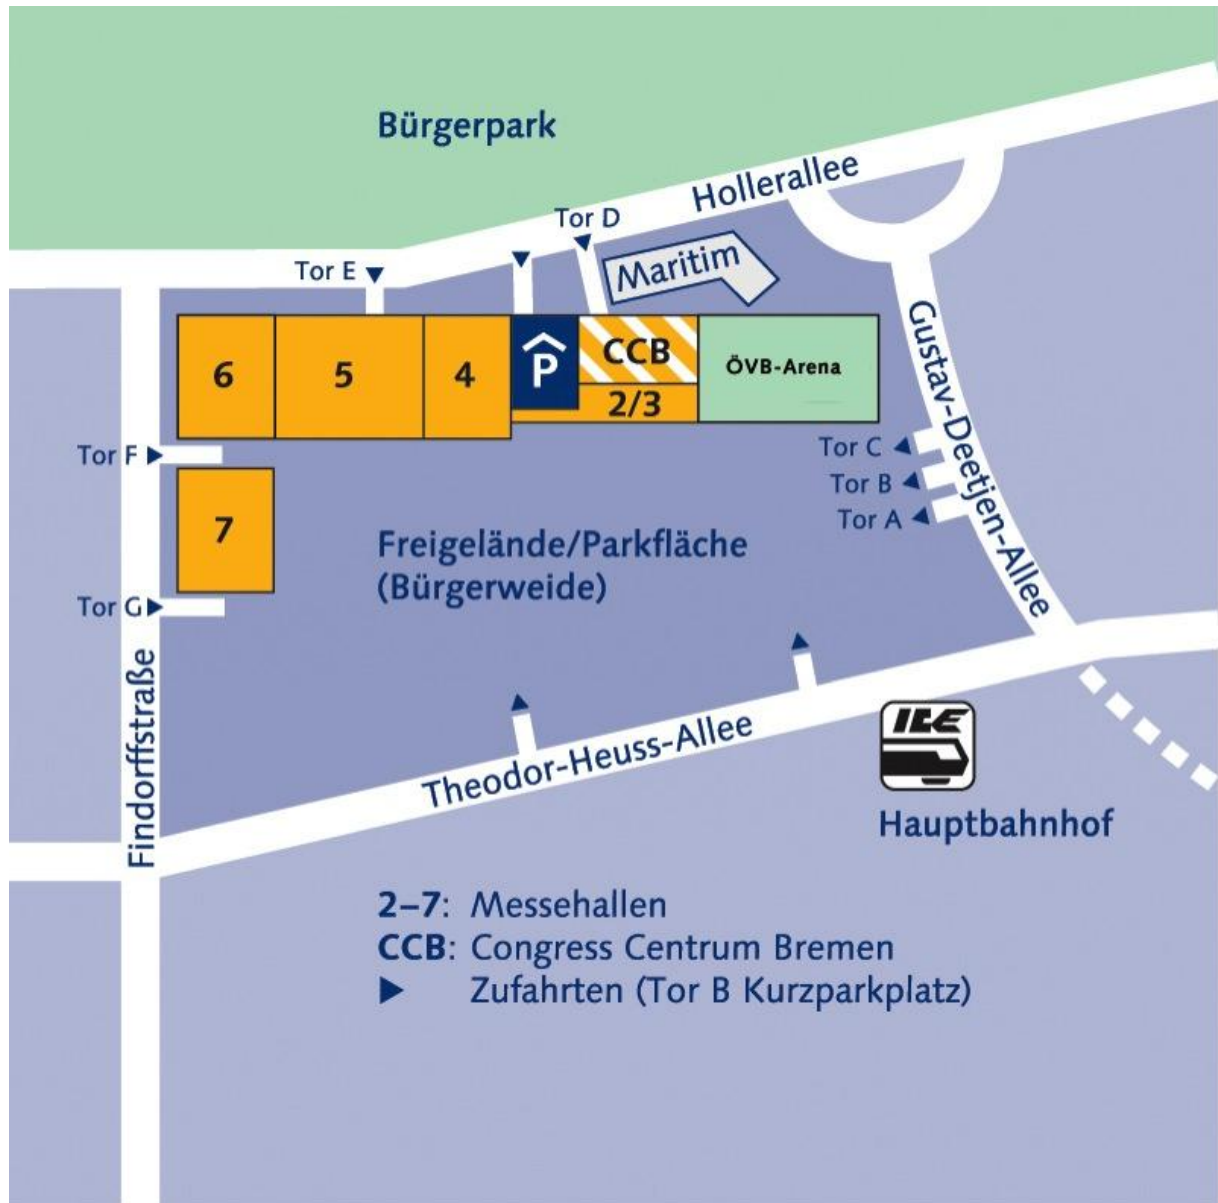 Bürgerpark
Hollerallee
Tor D
Maritim
Tor E
Gustav-Deetjen-Allee
6
5
4
P
CCB
2/3
ÖVB-Arena
Tor F
Tor C
Tor B
Tor A
7
Freigelände/Parkfläche
(Bürgerweide)
Tor G
Findorffstraße
Theodor-Heuss-Allee
ICE
Hauptbahnhof
2–7: Messehallen
CCB: Congress Centrum Bremen
Zufahrten (Tor B Kurzparkplatz)